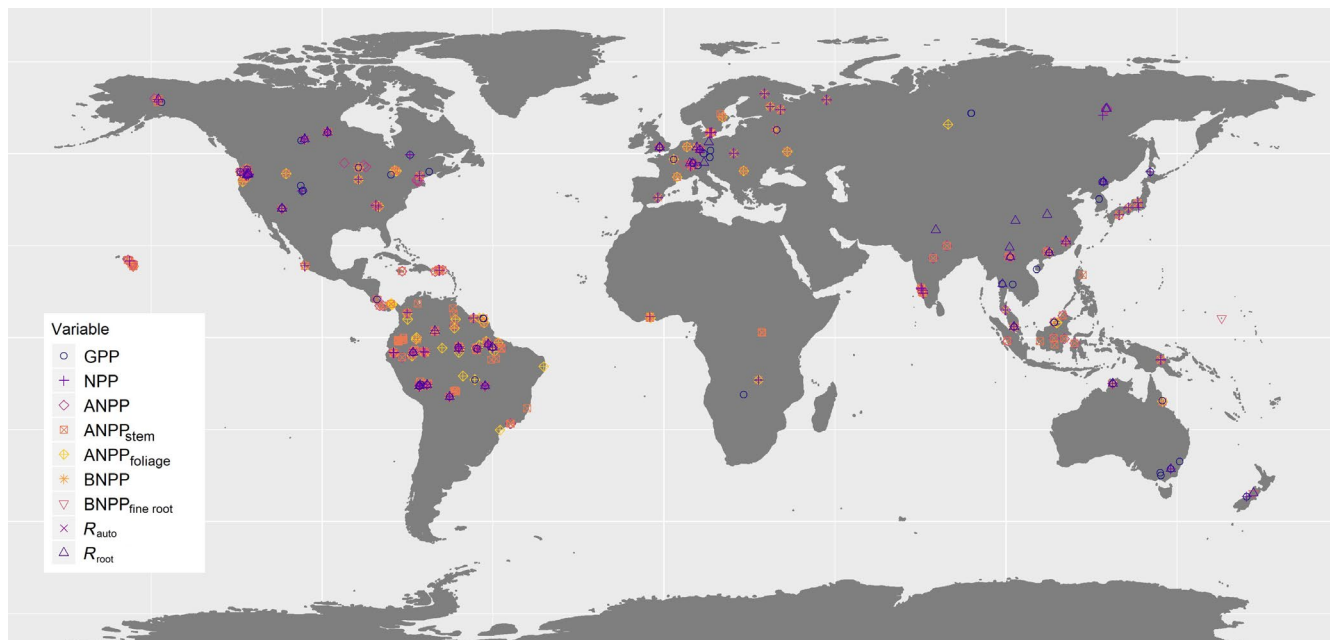 Variable
GPP
NPP
ANPP
ANPPstem
ANPPfoliage
BNPP
BNPPfine root
Rauto
Rroot